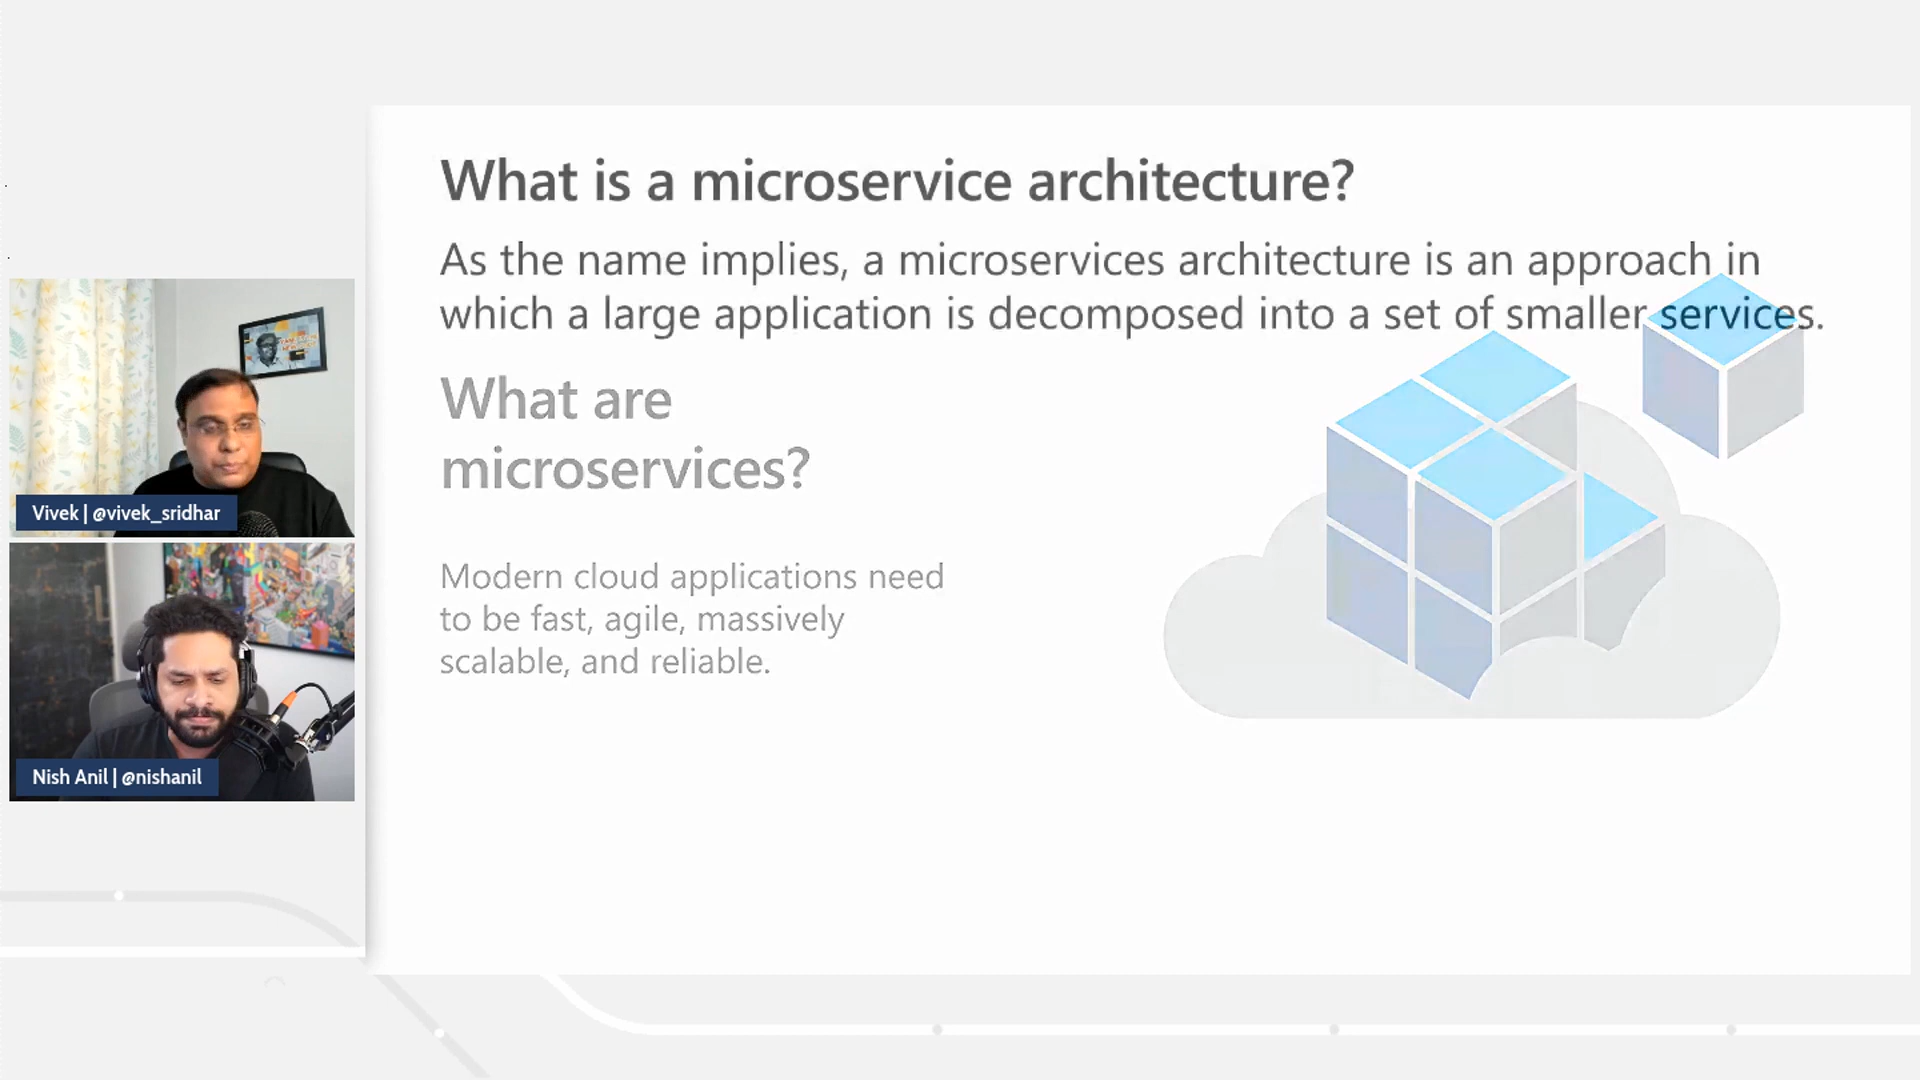 What is a microservice architecture?
As the name implies, a microservices architecture is an approach in
which a large application is decomposed into a set of smaller services.
What are
microservices?
Modern cloud applications need
to be fast, agile, massively
scalable, and reliable.
Vivek | @vivek_sridhar
Nish Anil | @nishanil